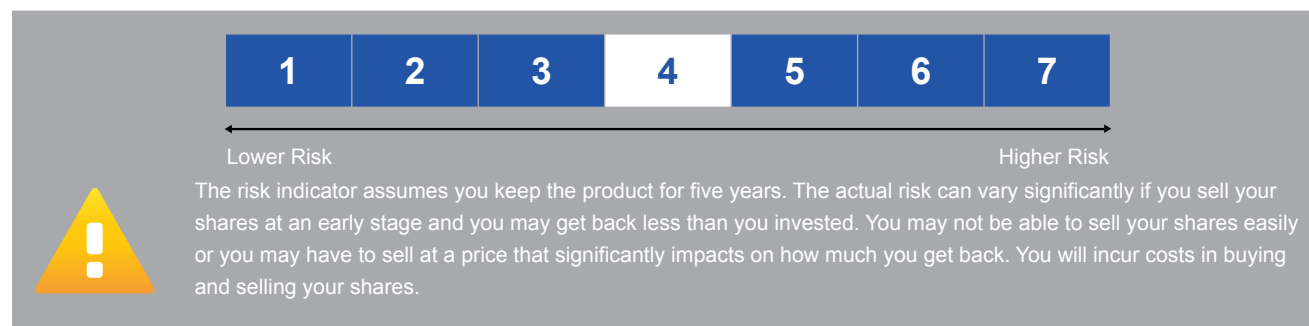 1 2 3 4 5 6 7
Lower Risk Higher Risk
The risk indicator assumes you keep the product for five years. The actual risk can vary significantly if you sell your
shares at an early stage and you may get back less than you invested. You may not be able to sell your shares easily
or you may have to sell at a price that significantly impacts on how much you get back. You will incur costs in buying
and selling your shares.